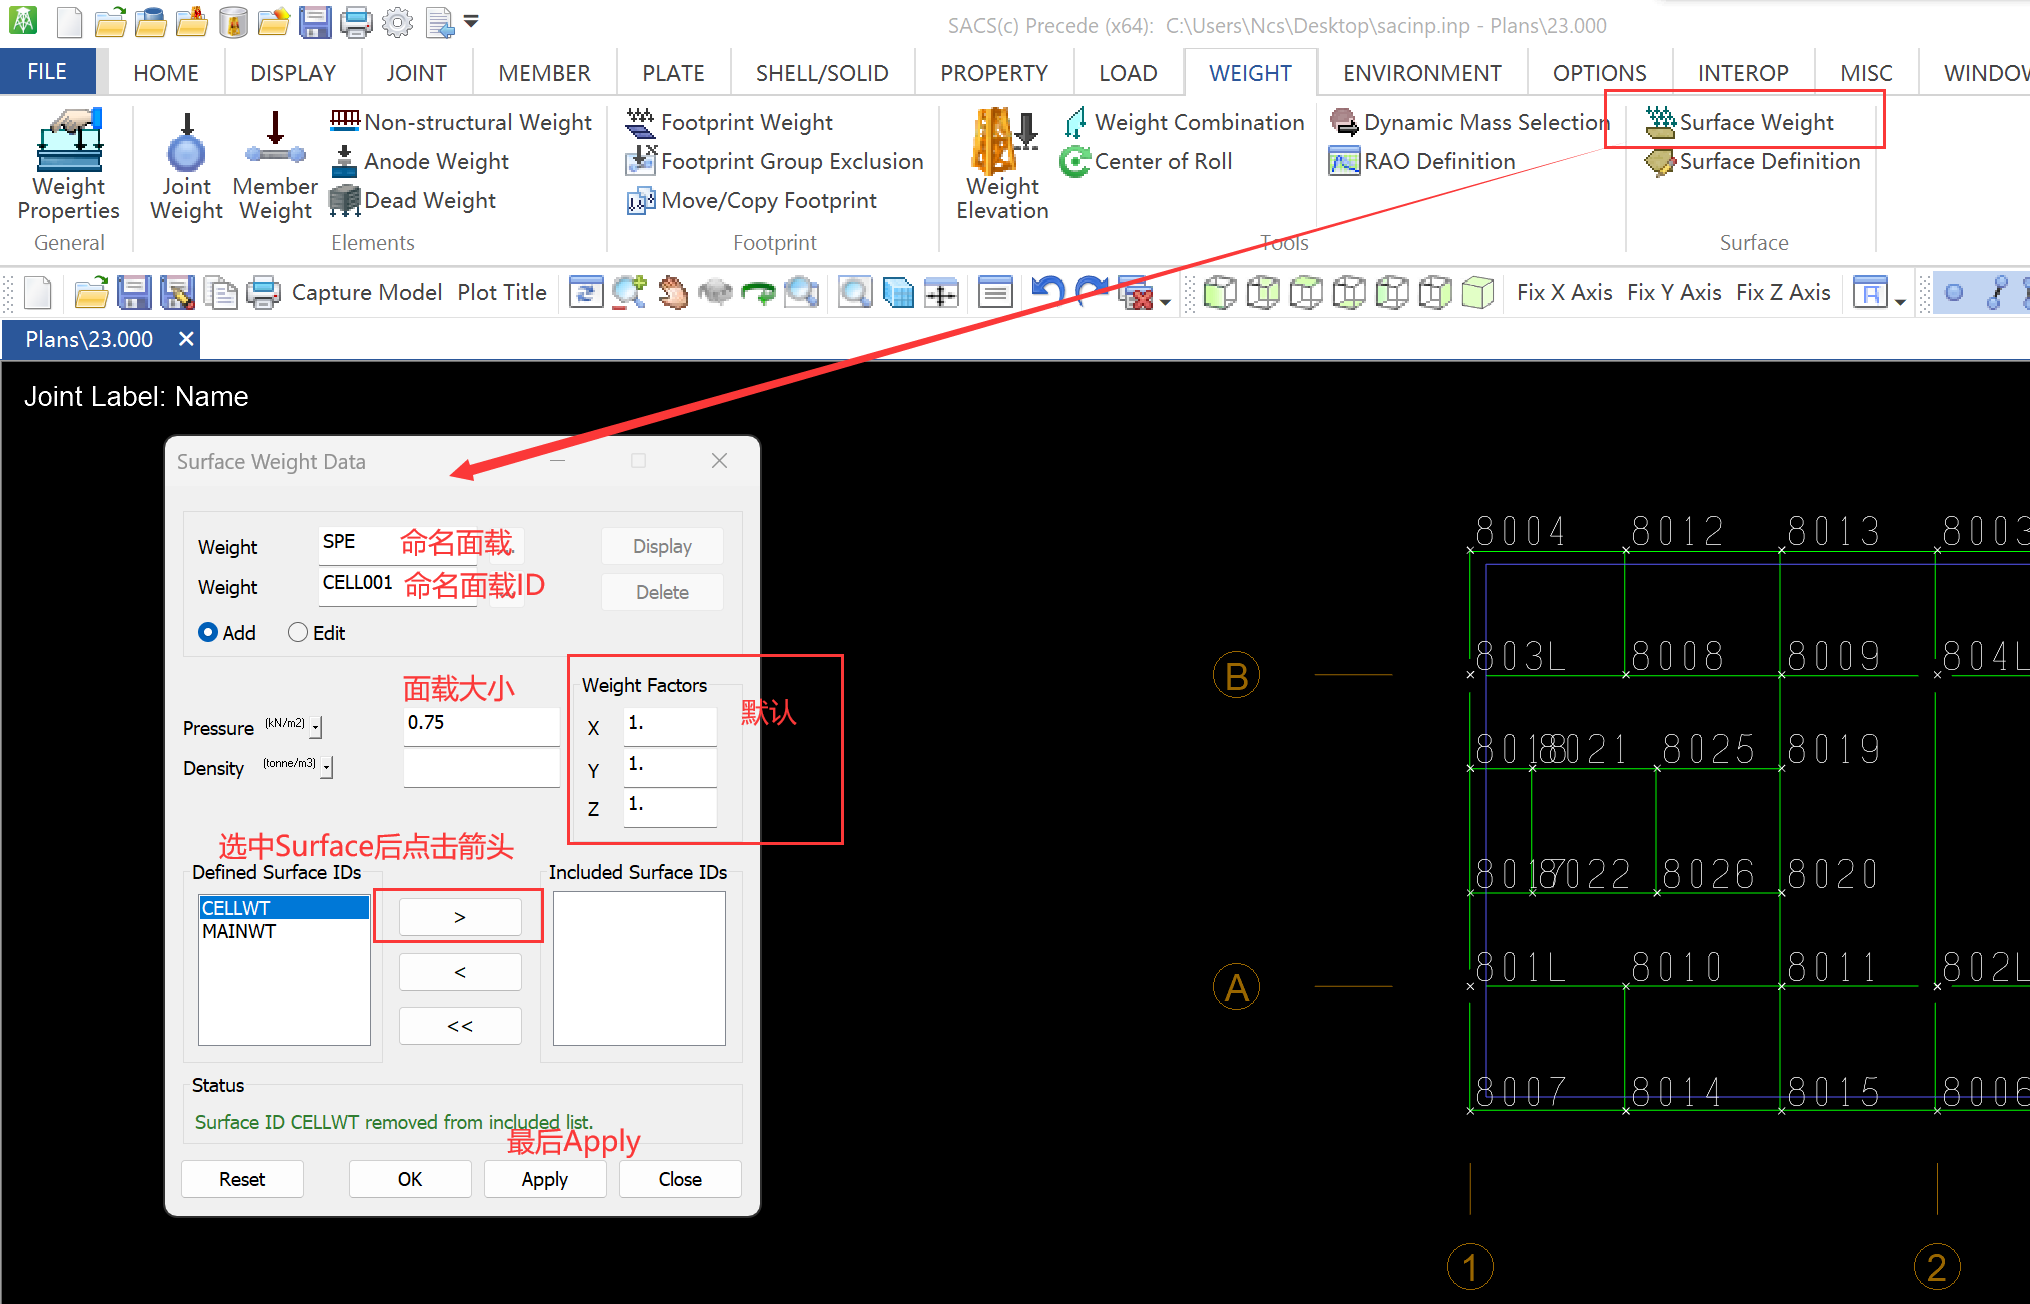 SACS(c) Precede (x64):  C:\Users\Ncs\Desktop\sacinp.inp - Plans\23.000
FILE HOME DISPLAY JOINT MEMBER PLATE SHELL/SOLID PROPERTY LOAD WEIGHT ENVIRONMENT OPTIONS INTEROP MISC WINDOW
Weight Properties
General
Joint Weight
Member Weight
Non-structural Weight
Anode Weight
Dead Weight
Elements
Footprint Weight
Footprint Group Exclusion
Move/Copy Footprint
Footprint
Weight Elevation
Weight Combination
Center of Roll
Dynamic Mass Selection
RAO Definition
Tools
Surface Weight
Surface Definition
Surface
Capture Model Plot Title Fix X Axis Fix Y Axis Fix Z Axis
Plans\23.000
Joint Label: Name
Surface Weight Data
Weight SPE 命名面载 Display
Weight CELL001 命名面载ID Delete
Add Edit
面载大小
Weight Factors
默认
Pressure (kN/m2) 0.75
Density (tonne/m3)
X 1.
Y 1.
Z 1.
选中Surface后点击箭头
Defined Surface IDs Included Surface IDs
CELLWT
MAINWT
>
<
<<
Status
Surface ID CELLWT removed from included list.
最后Apply
Reset OK Apply Close
8004 8012 8013 8003
B 803L 8008 8009 804L
8018 8021 8025 8019
8017 8022 8026 8020
A 801L 8010 8011 802L
8007 8014 8015 8006
1 2